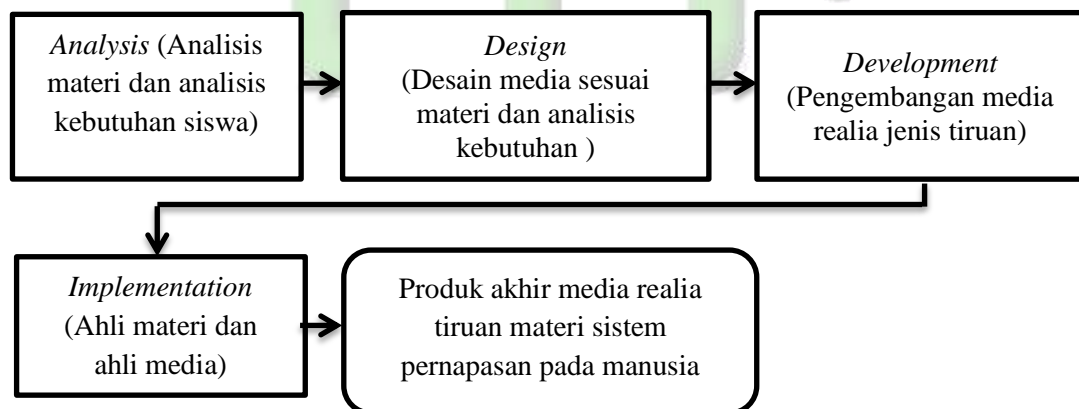 Analysis (Analisis
materi dan analisis
kebutuhan siswa)
Design
(Desain media sesuai
materi dan analisis
kebutuhan )
Development
(Pengembangan media
realia jenis tiruan)
Implementation
(Ahli materi dan
ahli media)
Produk akhir media realia
tiruan materi sistem
pernapasan pada manusia